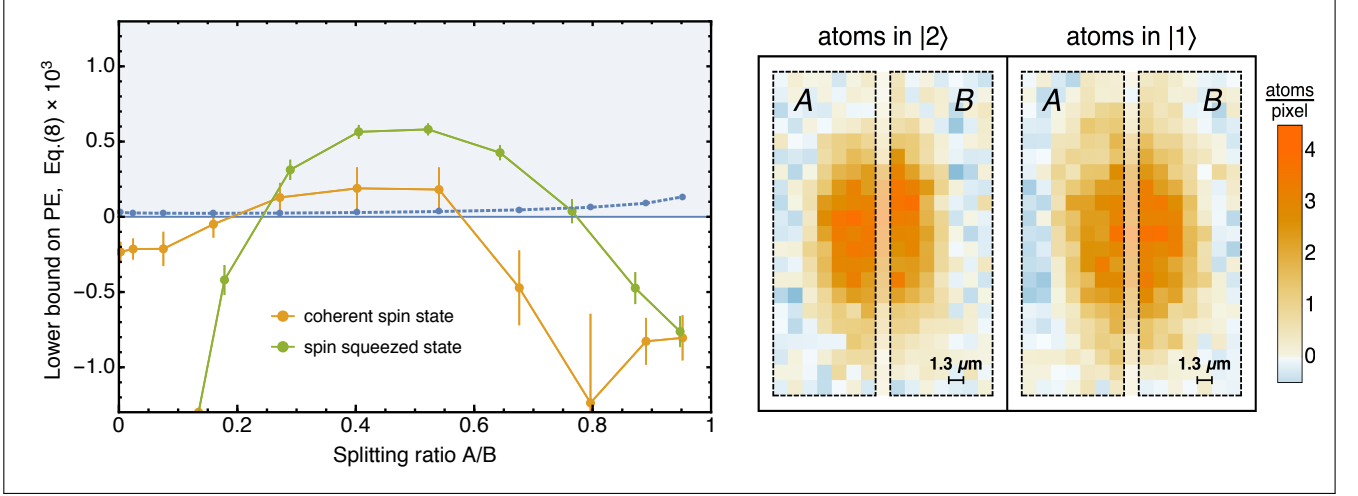 Lower bound on PE, Eq.(8) × 10³
1.0
0.5
0
−0.5
−1.0
coherent spin state
spin squeezed state
0 0.2 0.4 0.6 0.8 1
Splitting ratio A/B
atoms in |2⟩ atoms in |1⟩
A B A B
1.3 µm 1.3 µm
atoms
pixel
4
3
2
1
0